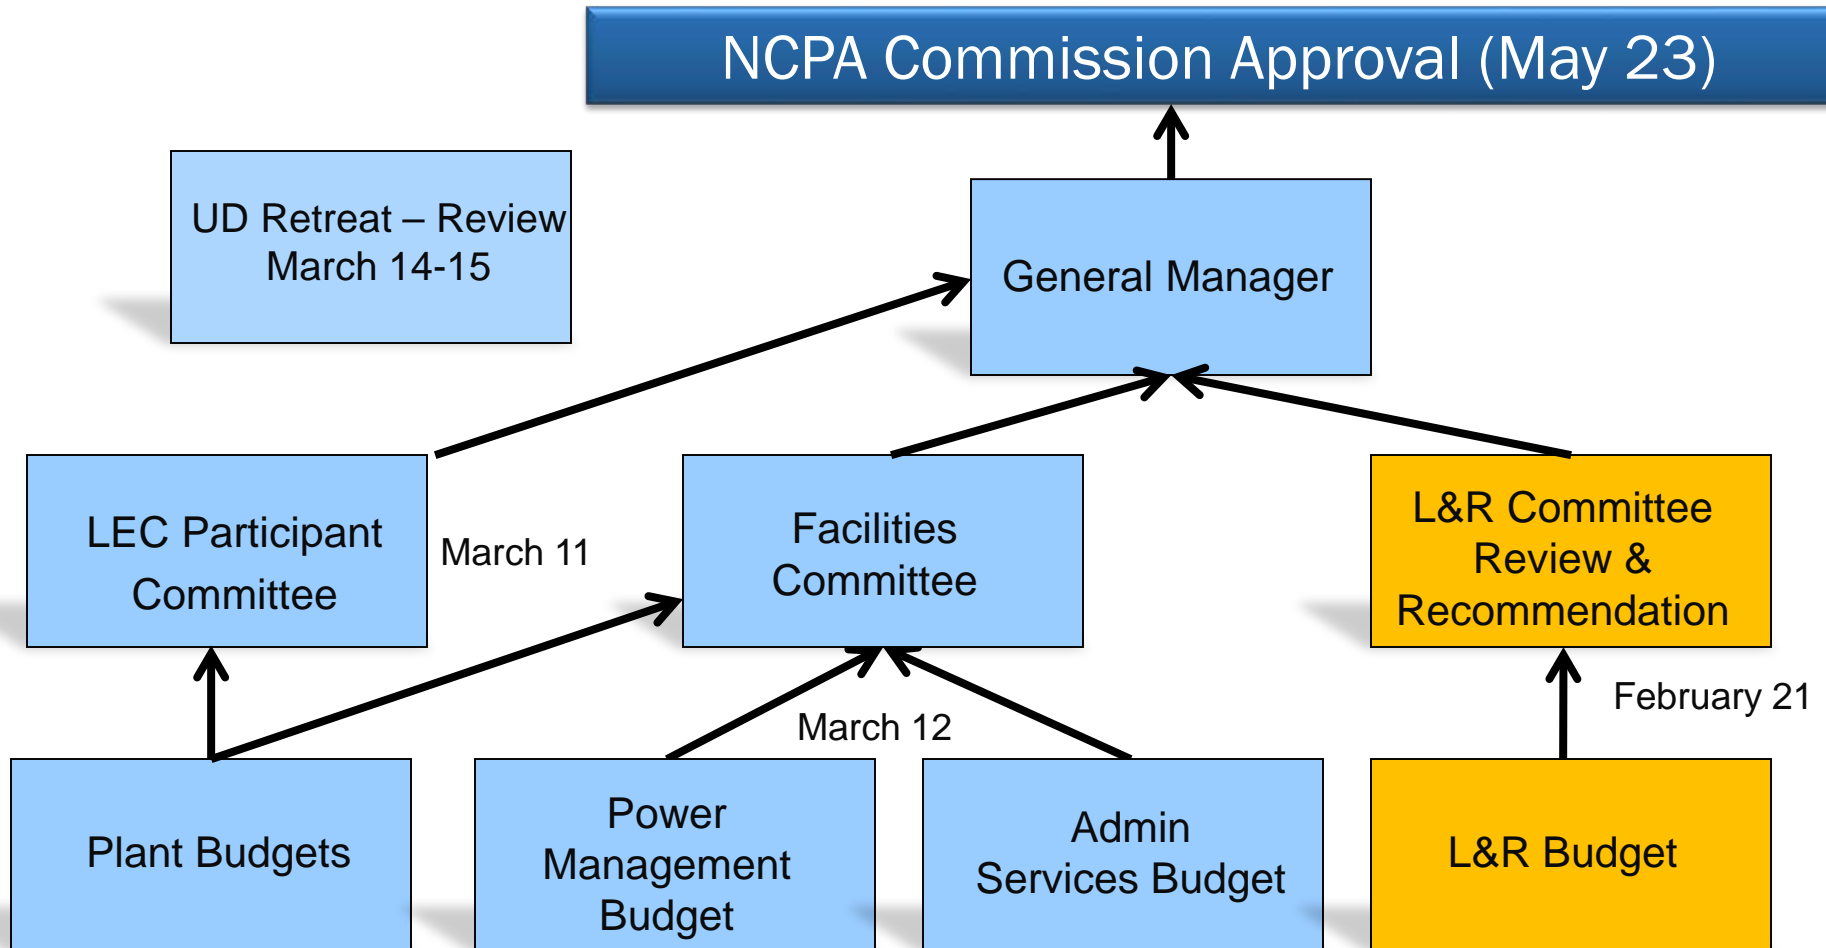 NCPA Commission Approval (May 23)
UD Retreat – Review
March 14-15
General Manager
LEC Participant
Committee
March 11
Facilities
Committee
L&R Committee
Review &
Recommendation
March 12
February 21
Plant Budgets
Power
Management
Budget
Admin
Services Budget
L&R Budget